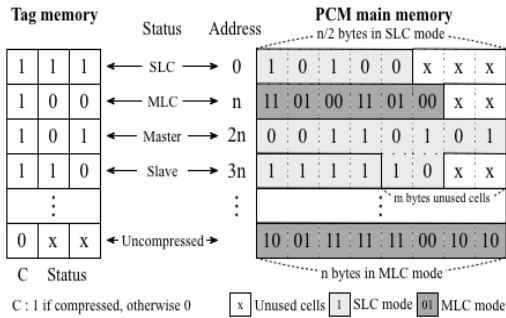 Tag memory Status Address PCM main memory
n/2 bytes in SLC mode
1 1 1 SLC 0 1 0 1 0 0 x x x
1 0 0 MLC n 11 01 00 11 01 00 x x
1 0 1 Master 2n 0 0 1 1 0 1 0 1
1 1 0 Slave 3n 1 1 1 1 1 0 x x
⋮ ⋮ m bytes unused cells
0 x x Uncompressed 10 01 11 11 11 00 10 10
C Status n bytes in MLC mode
C : 1 if compressed, otherwise 0 x Unused cells 1 SLC mode 01 MLC mode